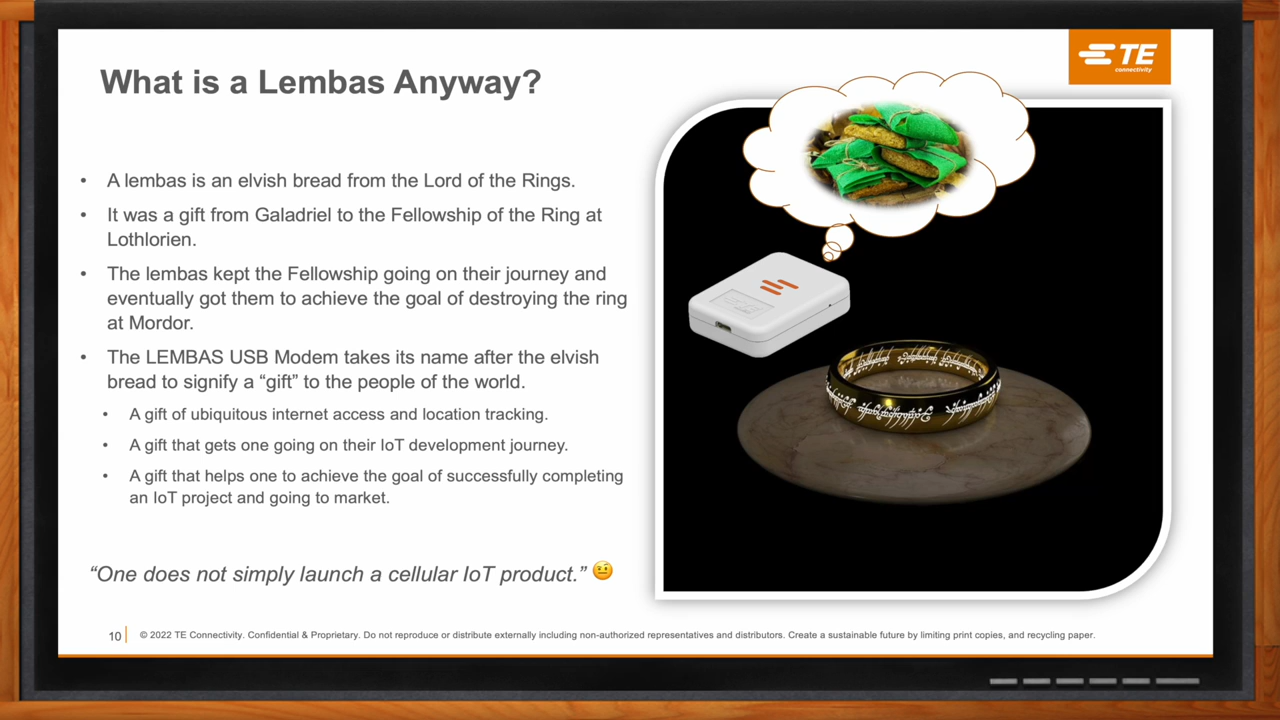 TE
connectivity
What is a Lembas Anyway?
• A lembas is an elvish bread from the Lord of the Rings.
• It was a gift from Galadriel to the Fellowship of the Ring at
Lothlorien.
• The lembas kept the Fellowship going on their journey and
eventually got them to achieve the goal of destroying the ring
at Mordor.
• The LEMBAS USB Modem takes its name after the elvish
bread to signify a “gift” to the people of the world.
• A gift of ubiquitous internet access and location tracking.
• A gift that gets one going on their IoT development journey.
• A gift that helps one to achieve the goal of successfully completing
an IoT project and going to market.
“One does not simply launch a cellular IoT product.” 🤨
10 © 2022 TE Connectivity. Confidential & Proprietary. Do not reproduce or distribute externally including non-authorized representatives and distributors. Create a sustainable future by limiting print copies, and recycling paper.